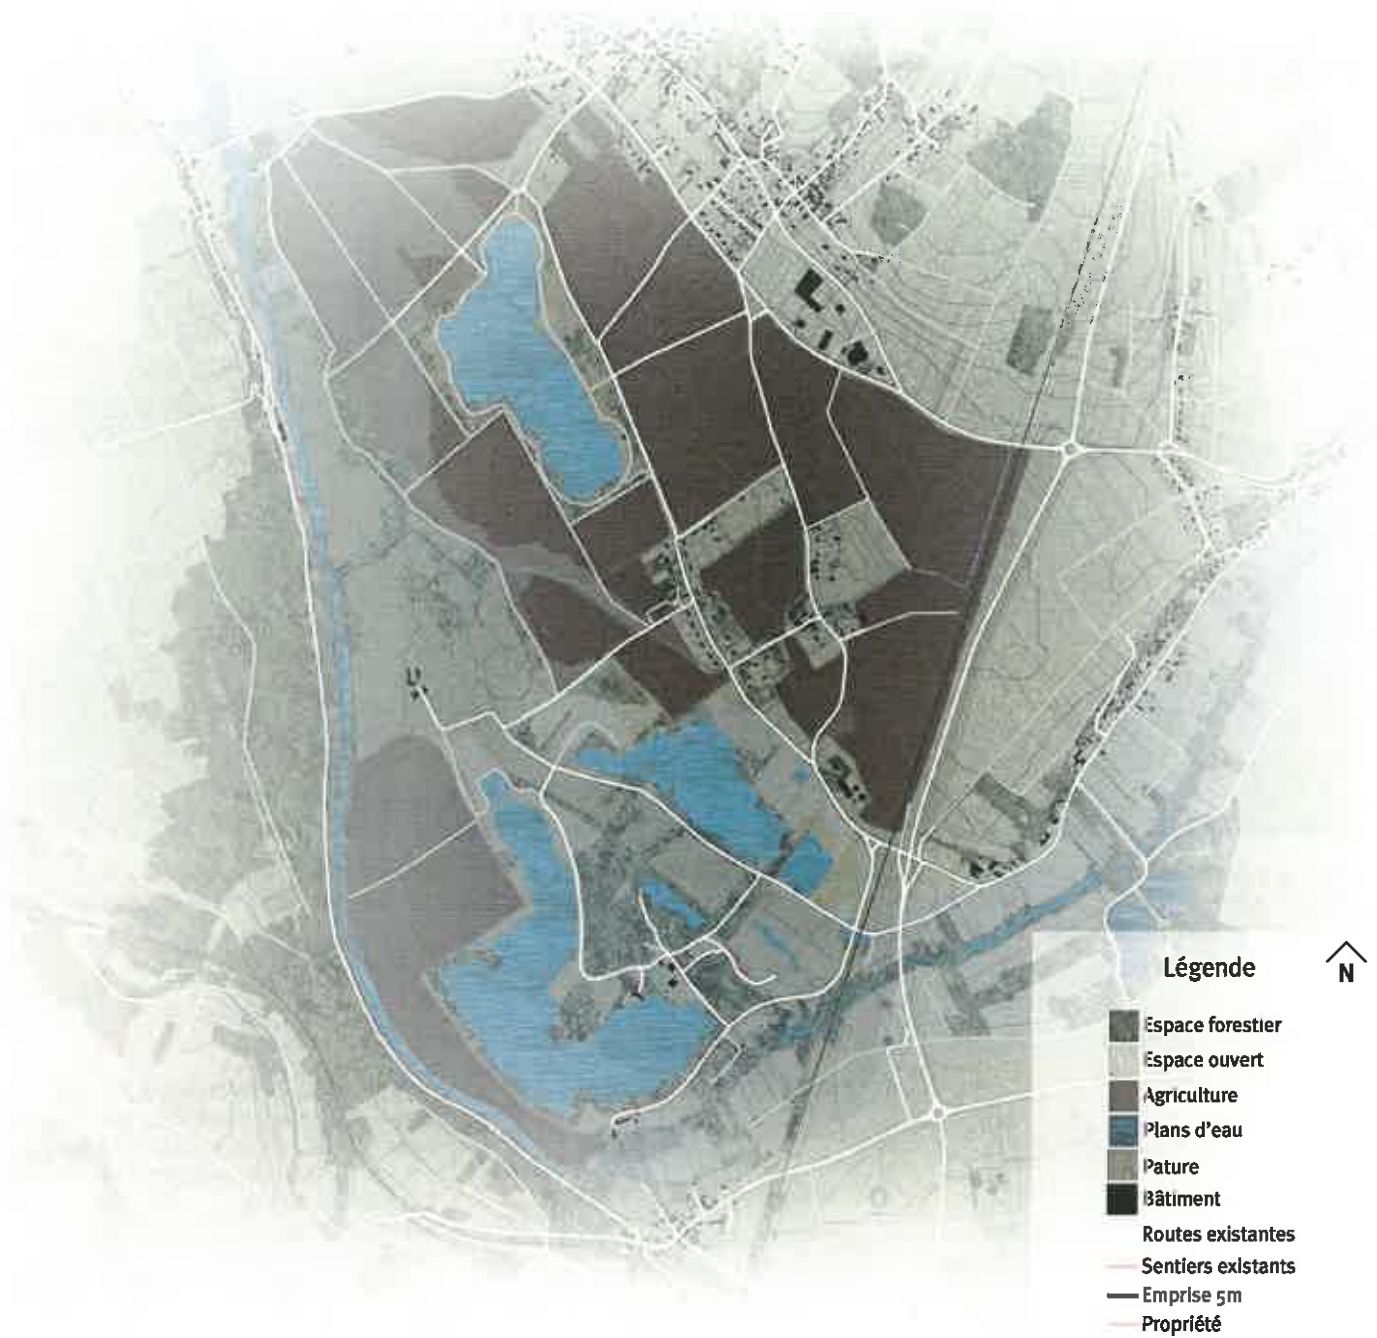 Légende
N
Espace forestier
Espace ouvert
Agriculture
Plans d'eau
Pature
Bâtiment
Routes existantes
Sentiers existants
Emprise 5m
Propriété